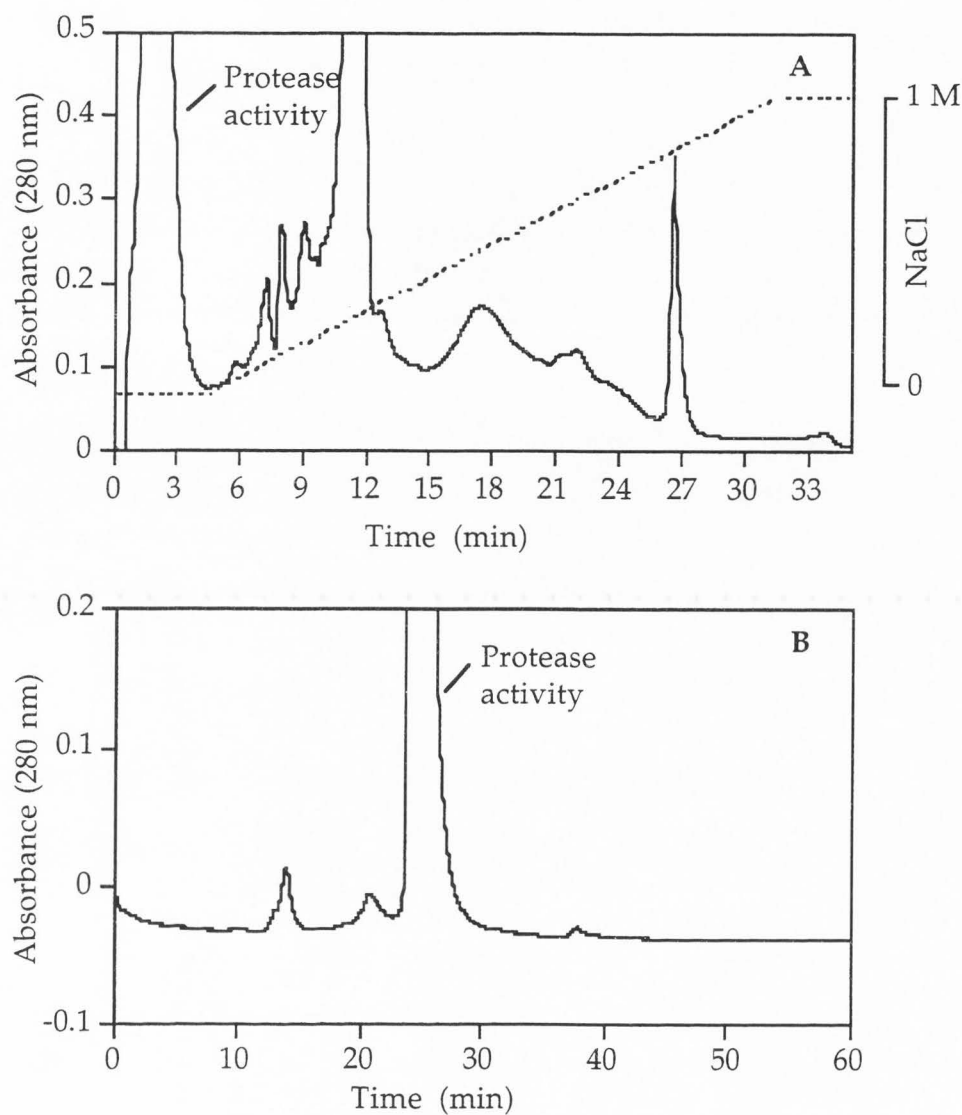 A
Protease
activity
Absorbance (280 nm)
0.5
0.4
0.3
0.2
0.1
0
0 3 6 9 12 15 18 21 24 27 30 33
Time (min)
1 M
NaCl
0
B
Protease
activity
Absorbance (280 nm)
0.2
0.1
0
-0.1
0 10 20 30 40 50 60
Time (min)